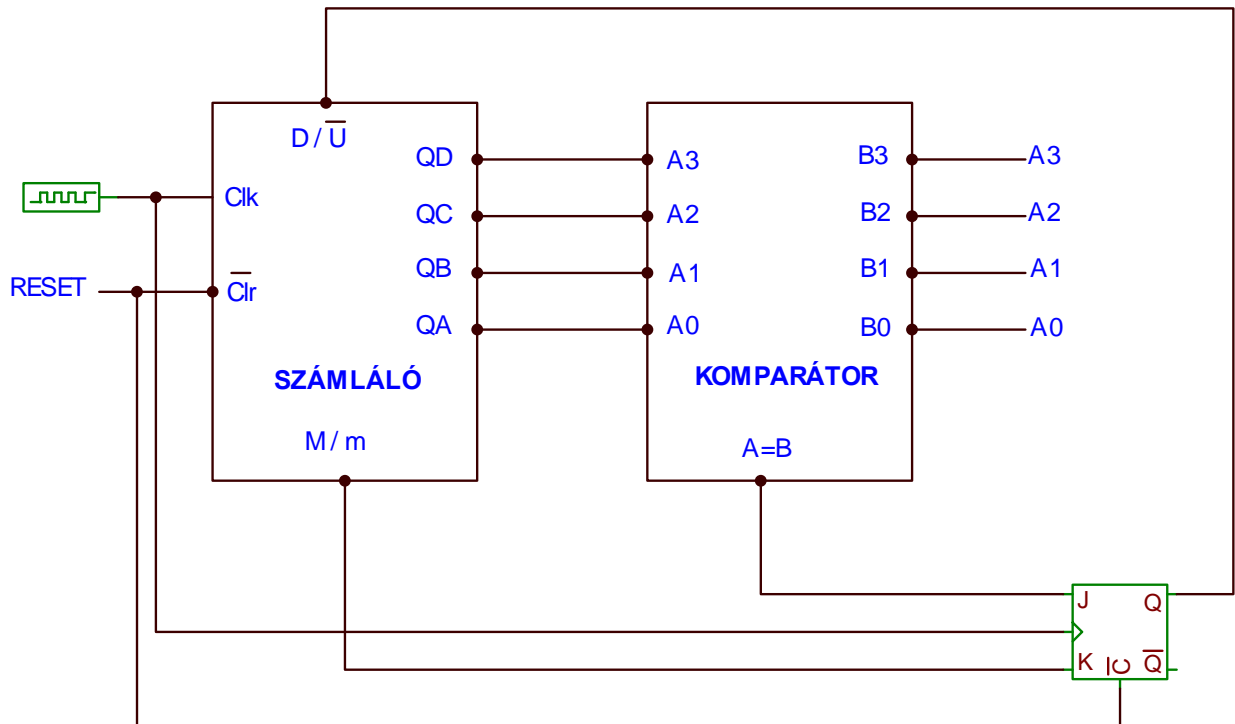 D / U̅
Clk
C̅l̅r
RESET
QD
QC
QB
QA
SZÁMLÁLÓ
M / m
A3
A2
A1
A0
KOMPARÁTOR
A=B
B3
B2
B1
B0
A3
A2
A1
A0
J
Q
K
C̅
Q̅